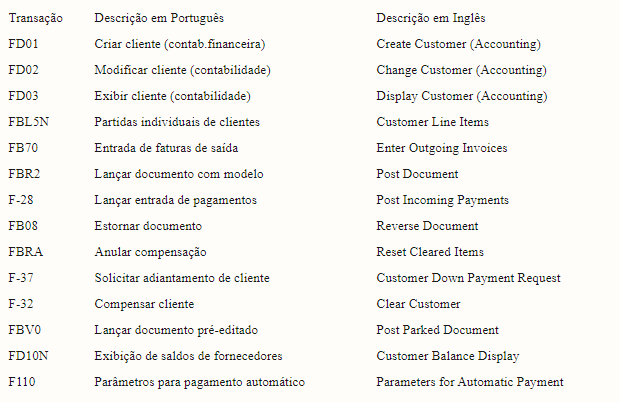 Transação Descrição em Português Descrição em Inglês
FD01 Criar cliente (contab.financeira) Create Customer (Accounting)
FD02 Modificar cliente (contabilidade) Change Customer (Accounting)
FD03 Exibir cliente (contabilidade) Display Customer (Accounting)
FBL5N Partidas individuais de clientes Customer Line Items
FB70 Entrada de faturas de saída Enter Outgoing Invoices
FBR2 Lançar documento com modelo Post Document
F-28 Lançar entrada de pagamentos Post Incoming Payments
FB08 Estornar documento Reverse Document
FBRA Anular compensação Reset Cleared Items
F-37 Solicitar adiantamento de cliente Customer Down Payment Request
F-32 Compensar cliente Clear Customer
FBV0 Lançar documento pré-editado Post Parked Document
FD10N Exibição de saldos de fornecedores Customer Balance Display
F110 Parâmetros para pagamento automático Parameters for Automatic Payment